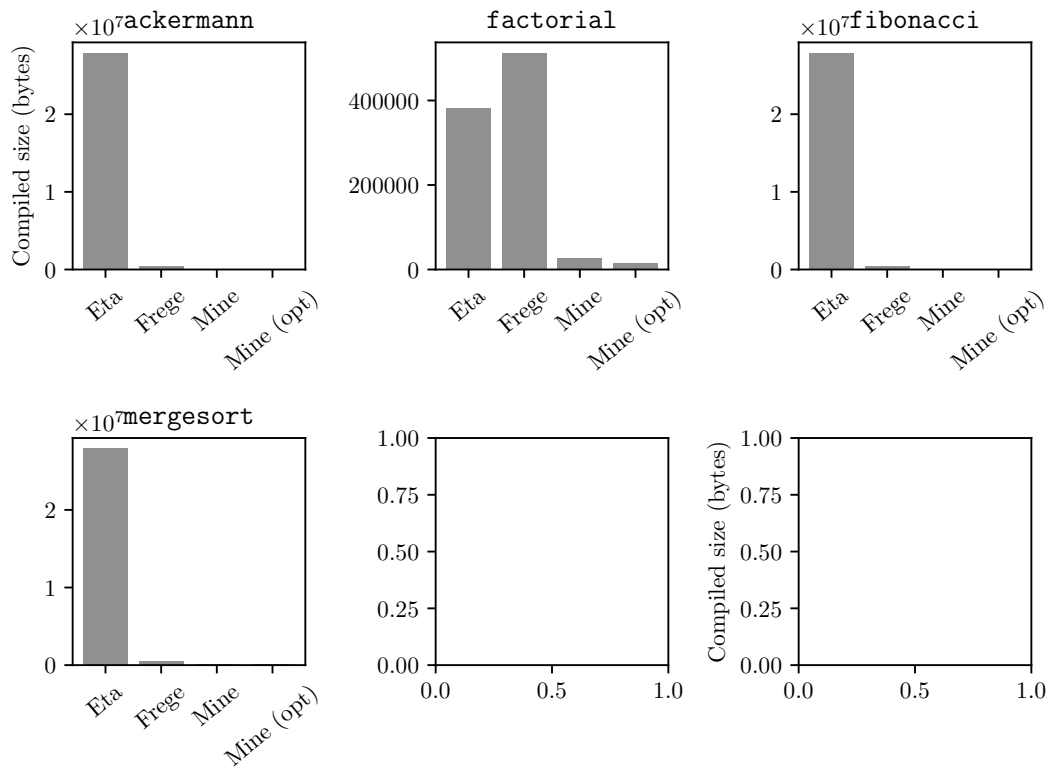 ×10⁷ackermann
Compiled size (bytes)
2
1
0
Eta
Frege
Mine
Mine (opt)
factorial
400000
200000
0
Eta
Frege
Mine
Mine (opt)
×10⁷fibonacci
2
1
0
Eta
Frege
Mine
Mine (opt)
×10⁷mergesort
2
1
0
Eta
Frege
Mine
Mine (opt)
1.00
0.75
0.50
0.25
0.00
0.0
0.5
1.0
Compiled size (bytes)
1.00
0.75
0.50
0.25
0.00
0.0
0.5
1.0